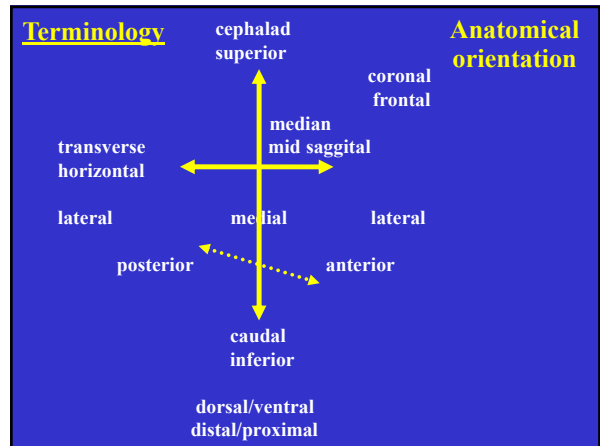 Terminology
Anatomical
orientation
cephalad
superior
coronal
frontal
median
mid saggital
transverse
horizontal
lateral
medial
lateral
posterior
anterior
caudal
inferior
dorsal/ventral
distal/proximal